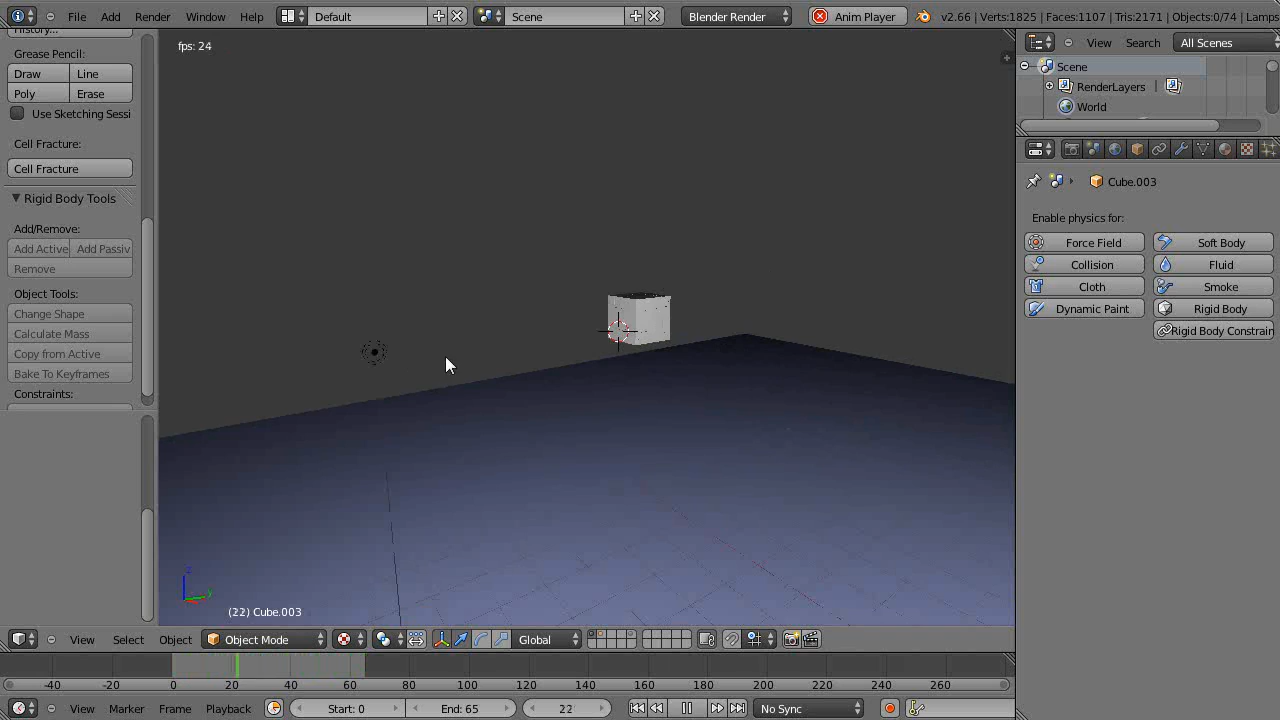 File Add Render Window Help Default Scene Blender Render Anim Player v2.66 | Verts:1825 | Faces:1107 | Tris:2171 | Objects:0/74 | Lamps
fps: 24
Grease Pencil:
Draw Line
Poly Erase
Use Sketching Sessi
Cell Fracture:
Cell Fracture
Rigid Body Tools
Add/Remove:
Add Active Add Passiv
Remove
Object Tools:
Change Shape
Calculate Mass
Copy from Active
Bake To Keyframes
Constraints:
z
y
(22) Cube.003
View Select Object Object Mode Global
-40 -20 0 20 40 60 80 100 120 140 160 180 200 220 240 260
View Marker Frame Playback Start: 0 End: 65 22 No Sync
View Search All Scenes
Scene
RenderLayers |
World
Cube.003
Enable physics for:
Force Field Soft Body
Collision Fluid
Cloth Smoke
Dynamic Paint Rigid Body
Rigid Body Constrain